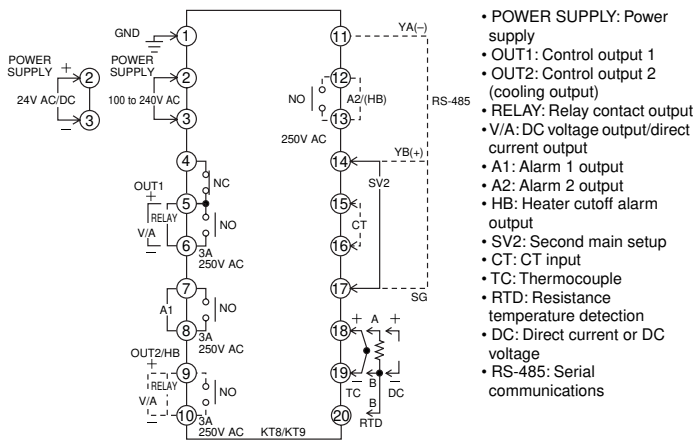 GND
1
POWER
SUPPLY
+
2
24V AC/DC
−
3
POWER
SUPPLY
2
100 to 240V AC
3
4
NC
OUT1
+
5
RELAY
V/A
NO
−
6
3A
250V AC
7
A1
NO
8
3A
250V AC
OUT2/HB
+
9
RELAY
V/A
NO
−
10
3A
250V AC
KT8/KT9
11
YA(−)
12
NO
A2/(HB)
13
250V AC
RS-485
14
YB(+)
SV2
15
CT
16
17
SG
18
+
A
+
19
−
B
−
TC
DC
B
20
RTD
• POWER SUPPLY: Power
supply
• OUT1: Control output 1
• OUT2: Control output 2
(cooling output)
• RELAY: Relay contact output
• V/A: DC voltage output/direct
current output
• A1: Alarm 1 output
• A2: Alarm 2 output
• HB: Heater cutoff alarm
output
• SV2: Second main setup
• CT: CT input
• TC: Thermocouple
• RTD: Resistance
temperature detection
• DC: Direct current or DC
voltage
• RS-485: Serial
communications